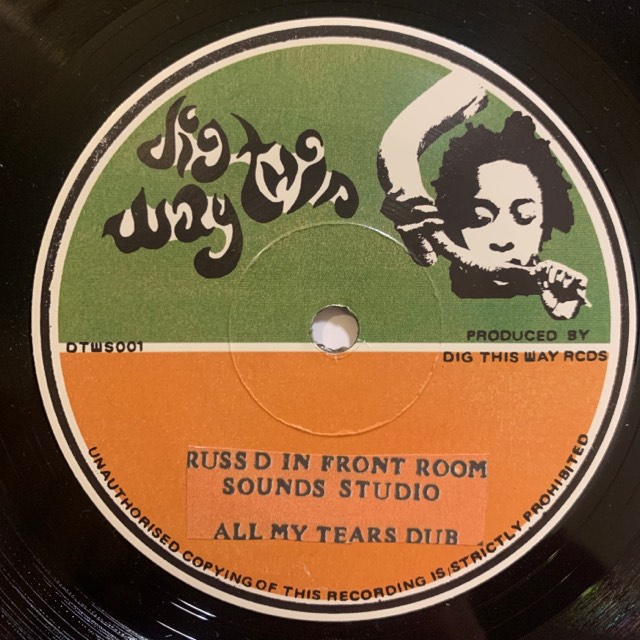 dig this
way
DTWS001
PRODUCED BY
DIG THIS WAY RCDS
RUSS D IN FRONT ROOM
SOUNDS STUDIO
ALL MY TEARS DUB
UNAUTHORISED COPYING OF THIS RECORDING IS STRICTLY PROHIBITED